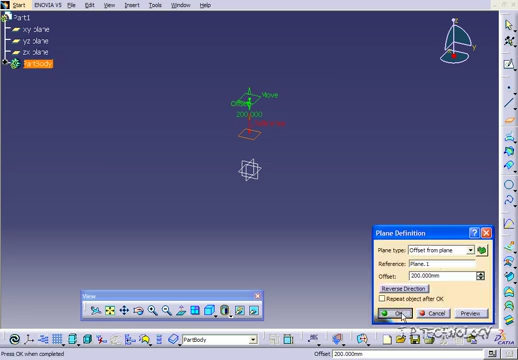 Start ENOVIA V5 File Edit View Insert Tools Window Help
Part1
xy plane
yz plane
zx plane
PartBody
z
y
Move
Offset
200.000
Plane Definition
Plane type: Offset from plane
Reference: Plane.1
Offset: 200.000mm
Reverse Direction
Repeat object after OK
OK Cancel Preview
View
T.P.TECHNOLOGY
PartBody
CATIA
Press OK when completed
Offset 200.000mm